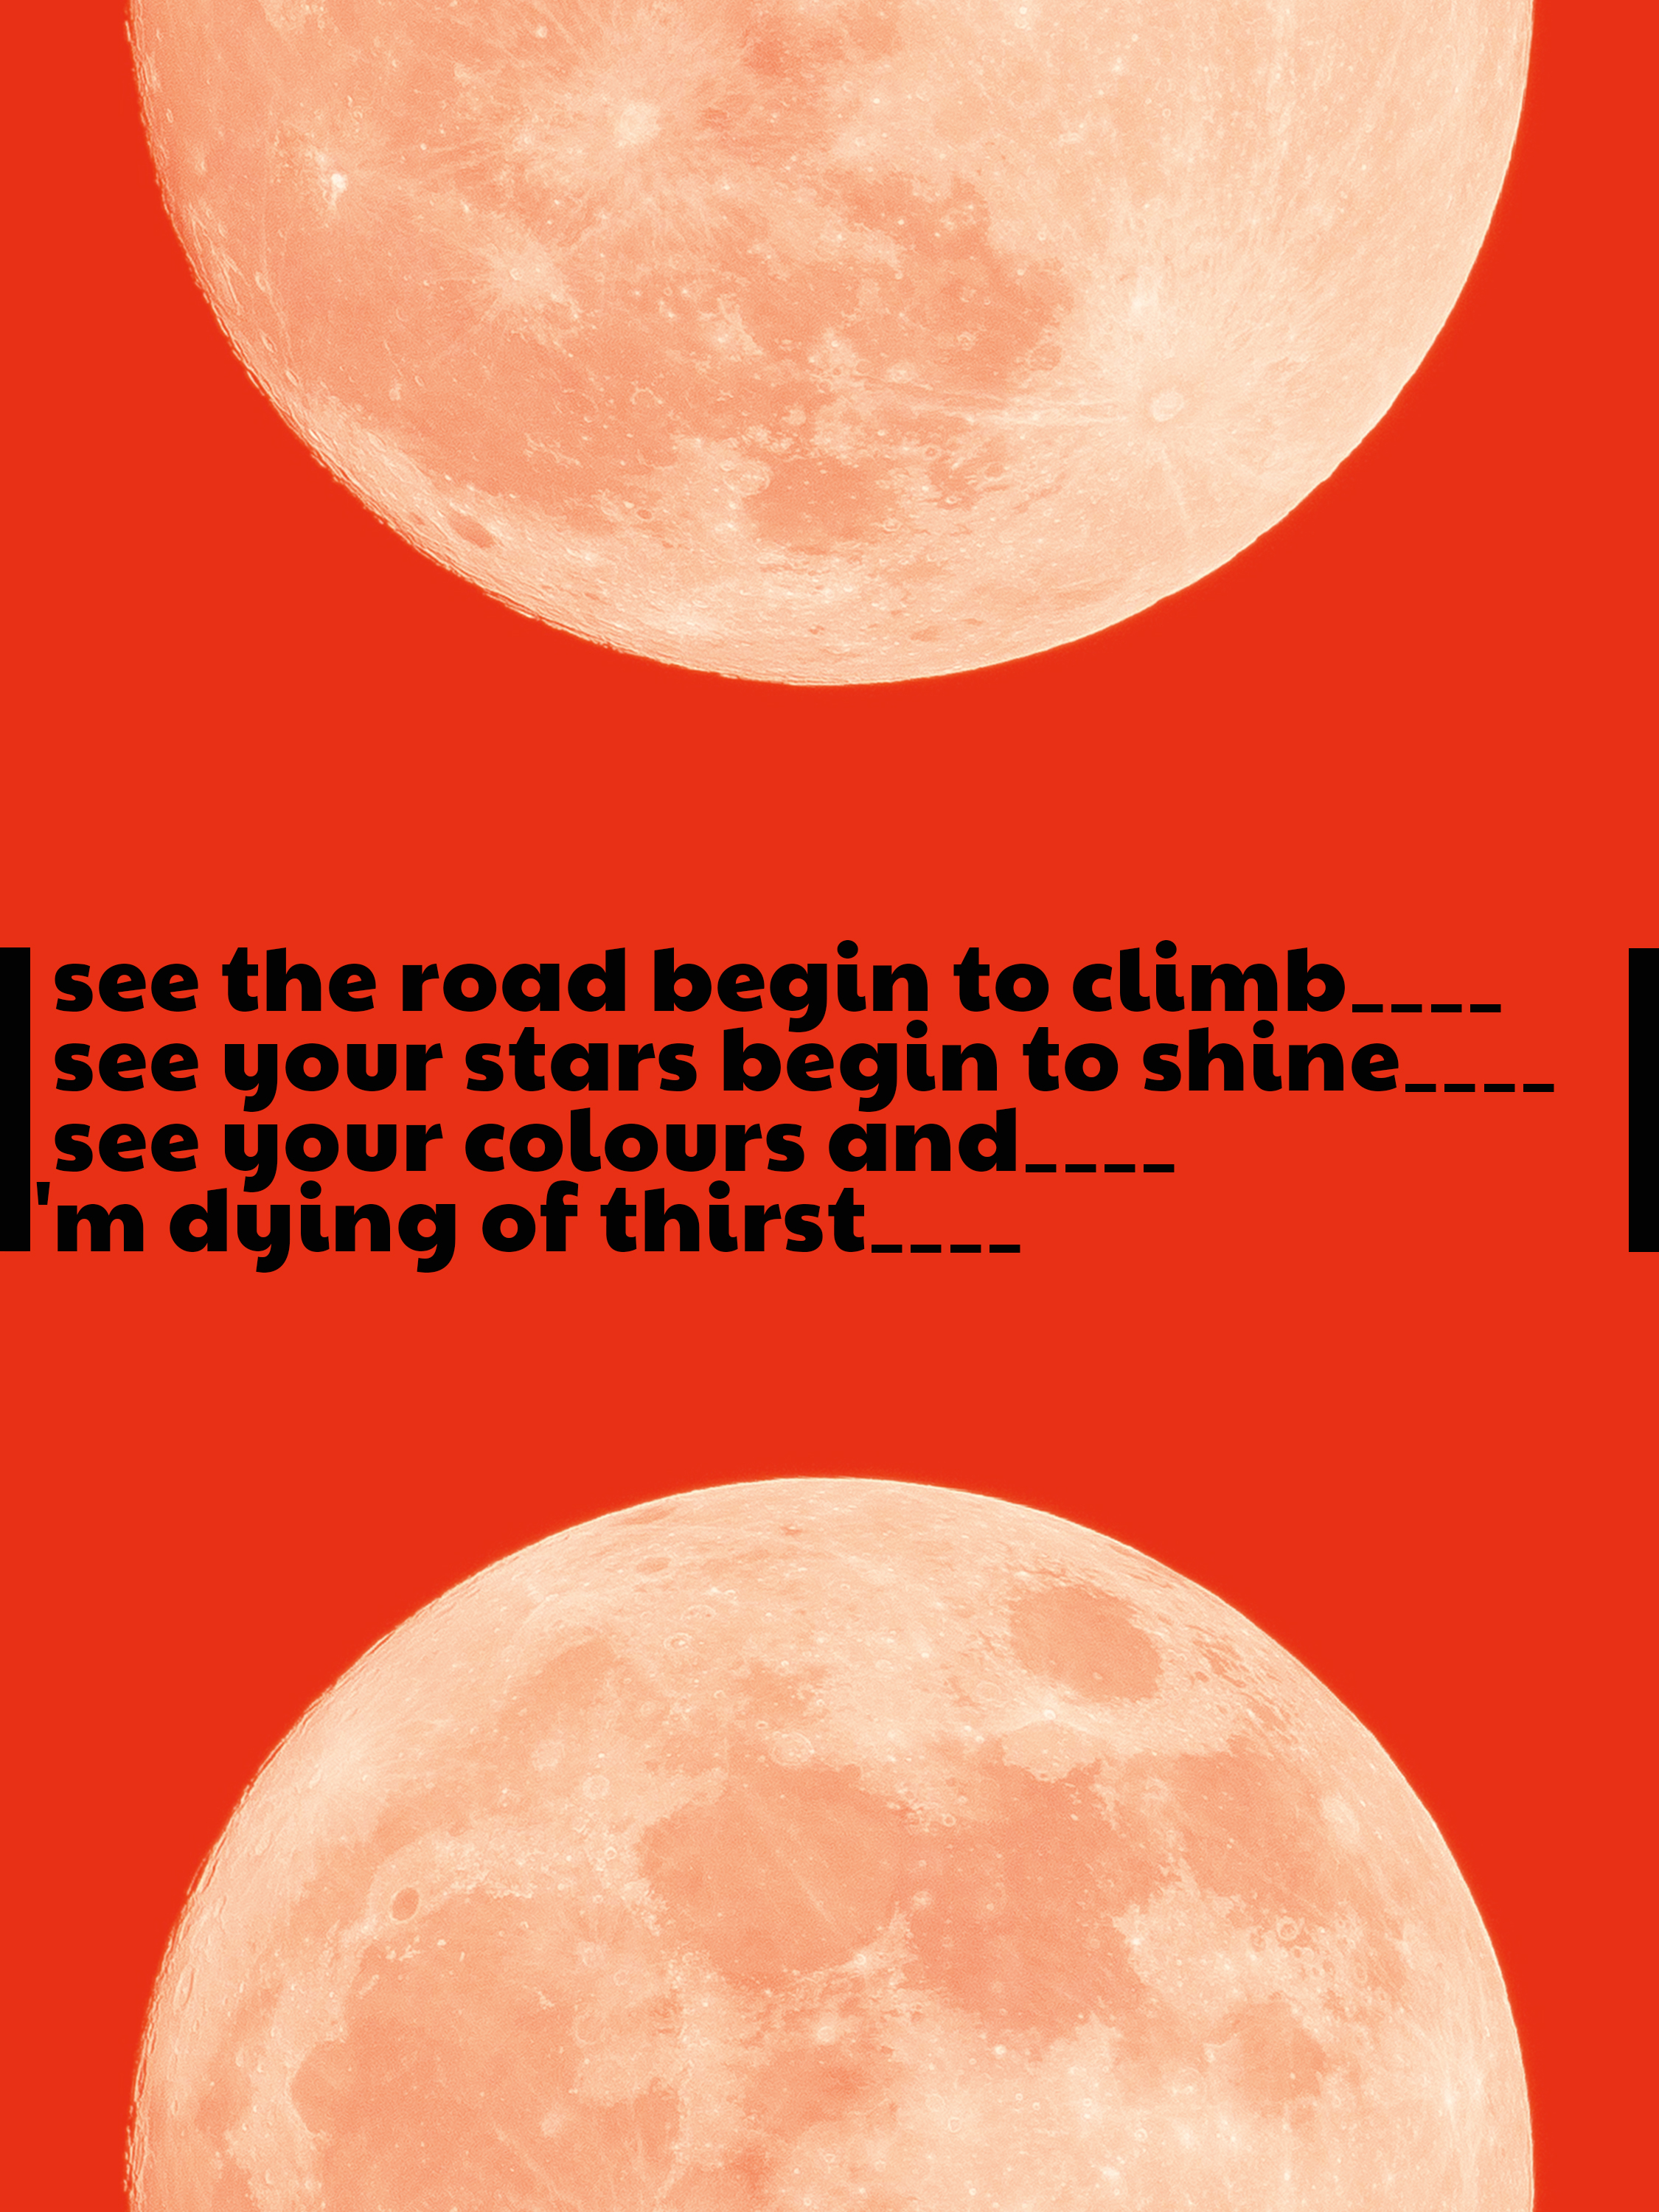 see the road begin to climb____
see your stars begin to shine____
see your colours and____
'm dying of thirst____